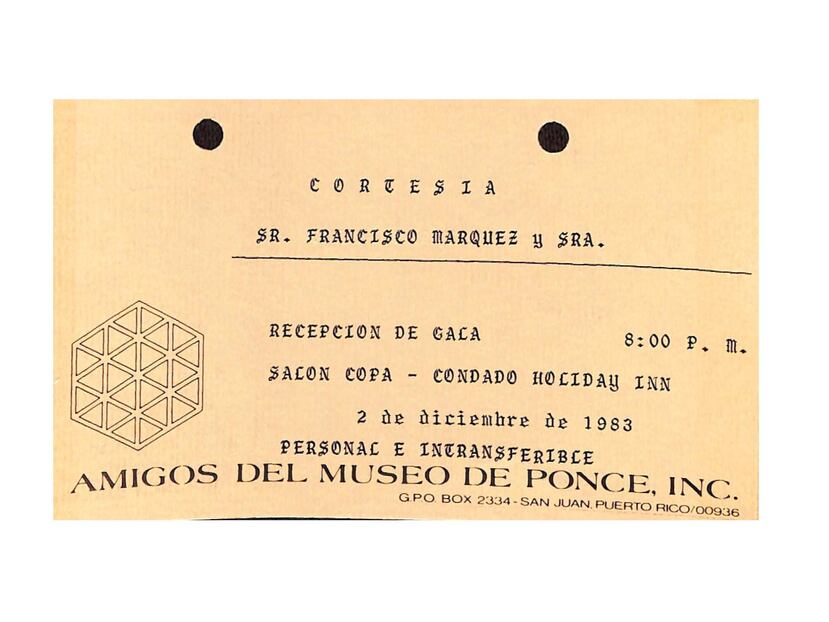 CORTESIA
SR. FRANCISCO MARQUEZ y SRA.
RECEPCION DE GALA 8:00 P. M.
SALON COPA - CONDADO HOLIDAY INN
2 de diciembre de 1983
PERSONAL E INTRANSFERIBLE
AMIGOS DEL MUSEO DE PONCE, INC.
G.P.O. BOX 2334 - SAN JUAN, PUERTO RICO/00936